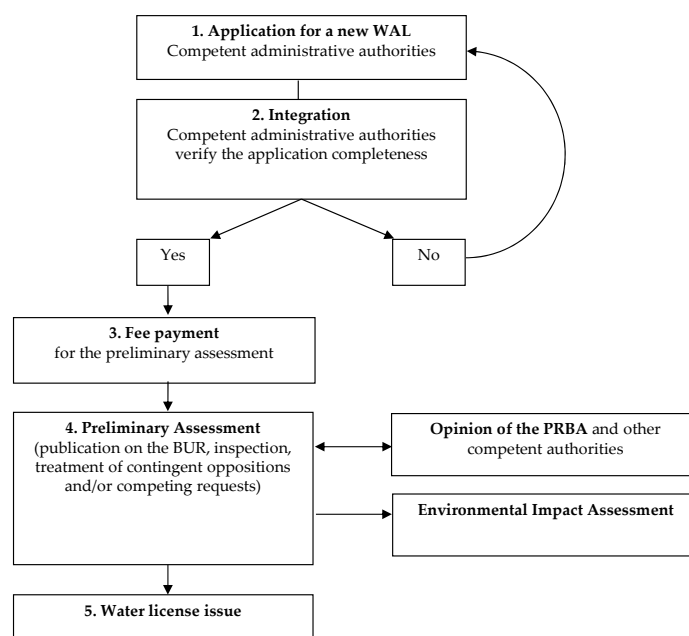 1. Application for a new WAL
Competent administrative authorities
2. Integration
Competent administrative authorities
verify the application completeness
Yes
No
3. Fee payment
for the preliminary assessment
4. Preliminary Assessment
(publication on the BUR, inspection,
treatment of contingent oppositions
and/or competing requests)
Opinion of the PRBA and other
competent authorities
Environmental Impact Assessment
5. Water license issue